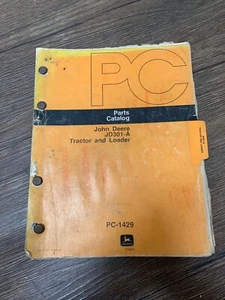 PC
Parts
Catalog
John Deere
JD301-A
Tractor and Loader
PC-1429